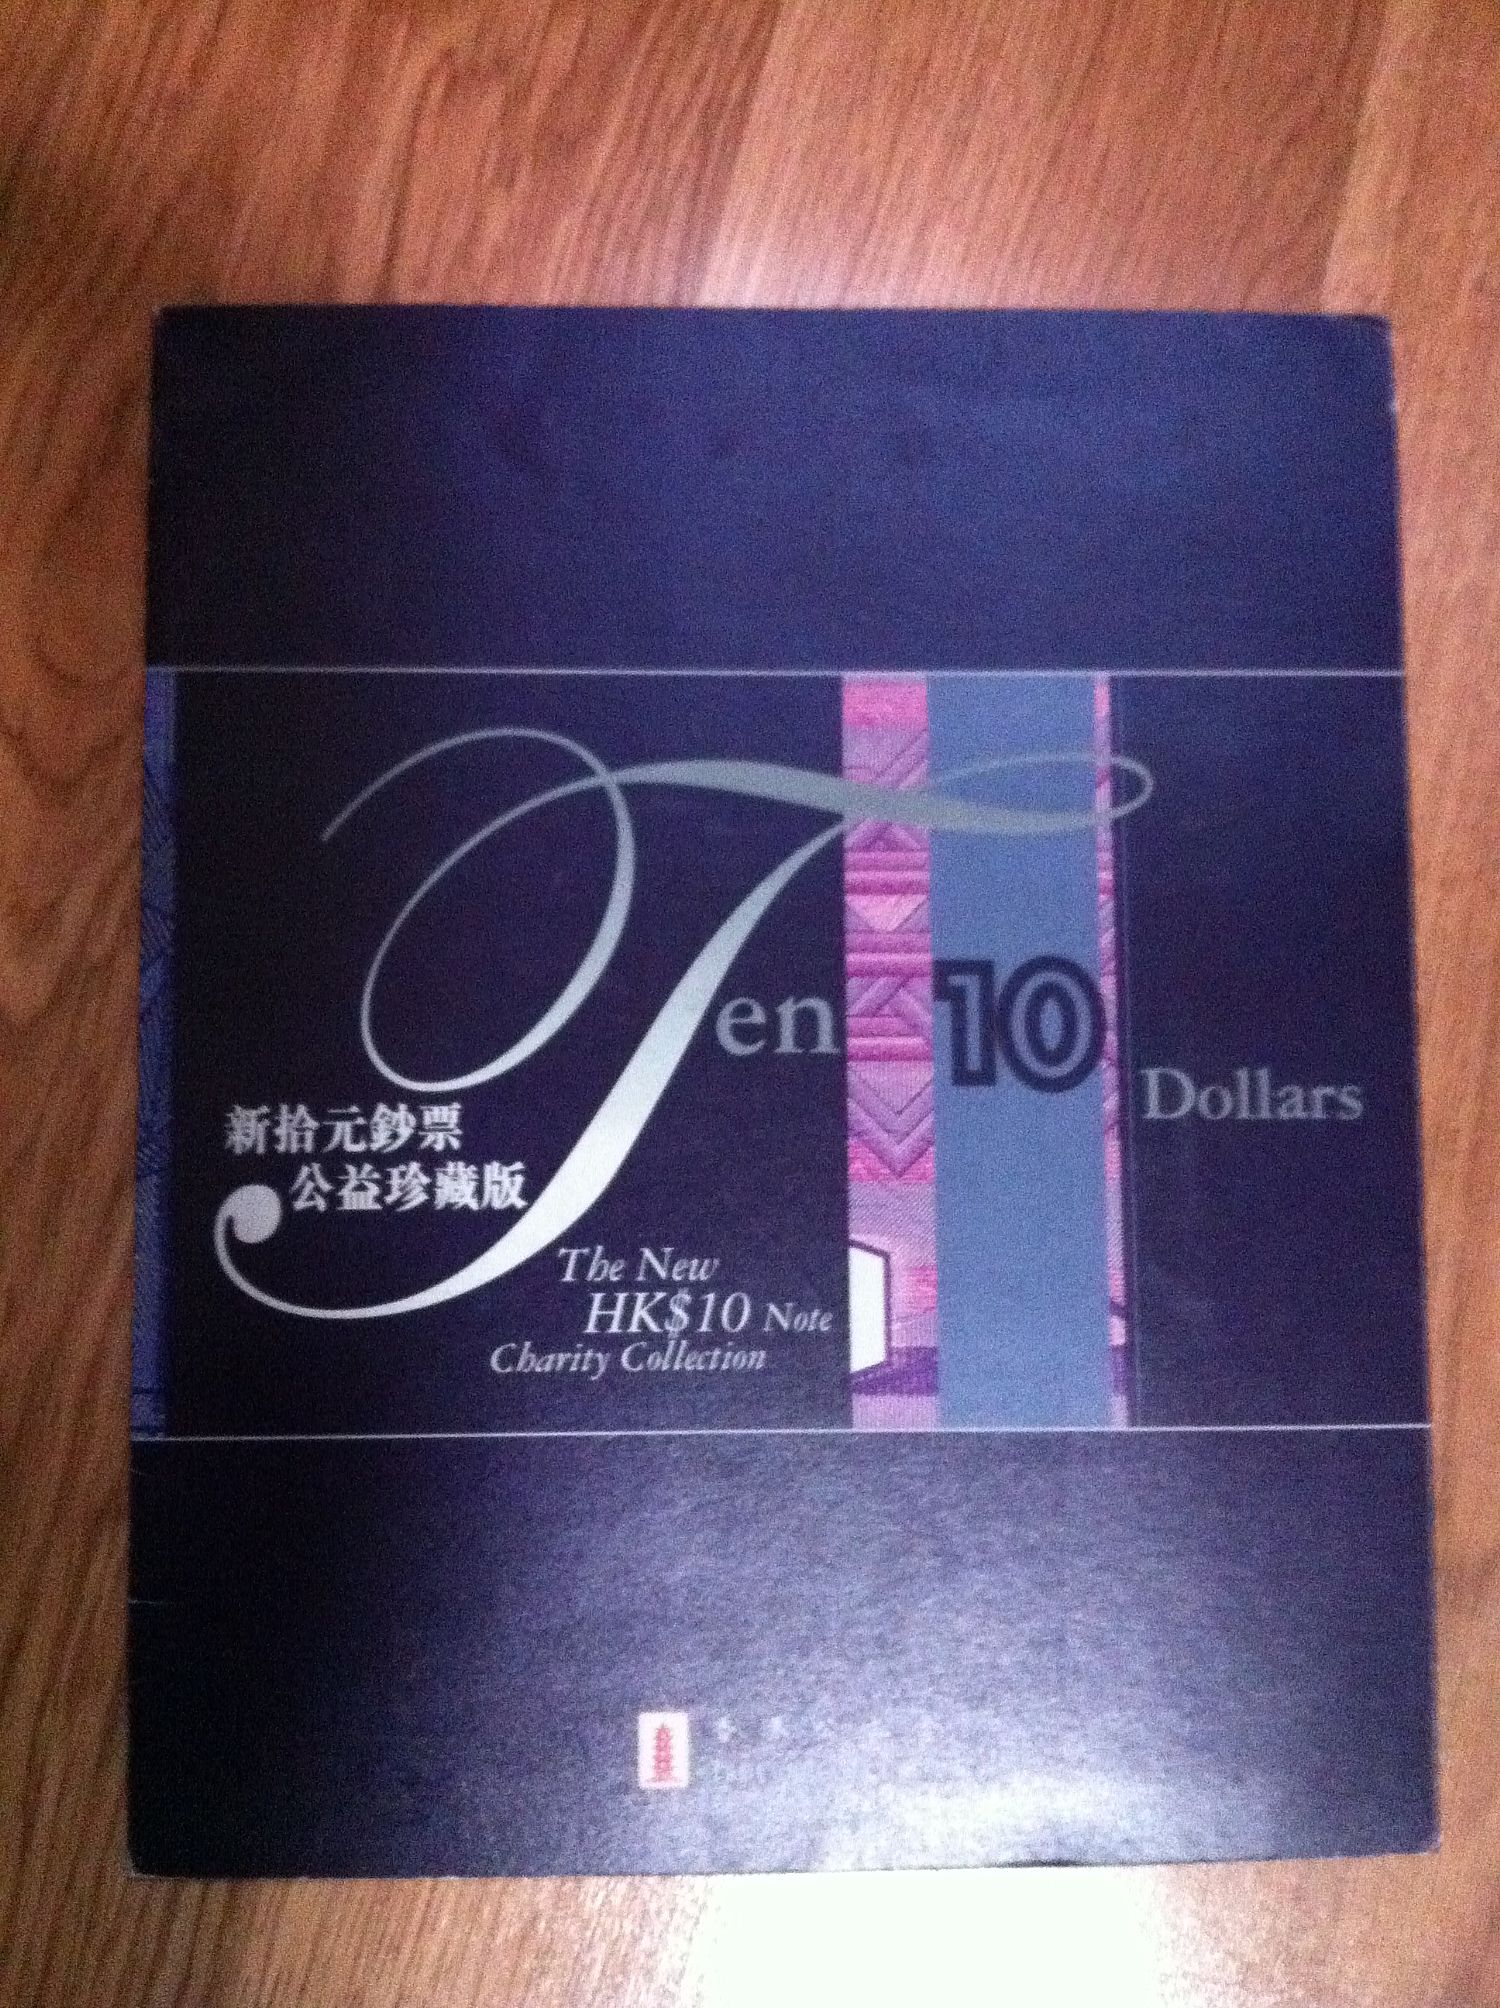 Ten
10
Dollars
新拾元鈔票
公益珍藏版
The New
HK$10 Note
Charity Collection